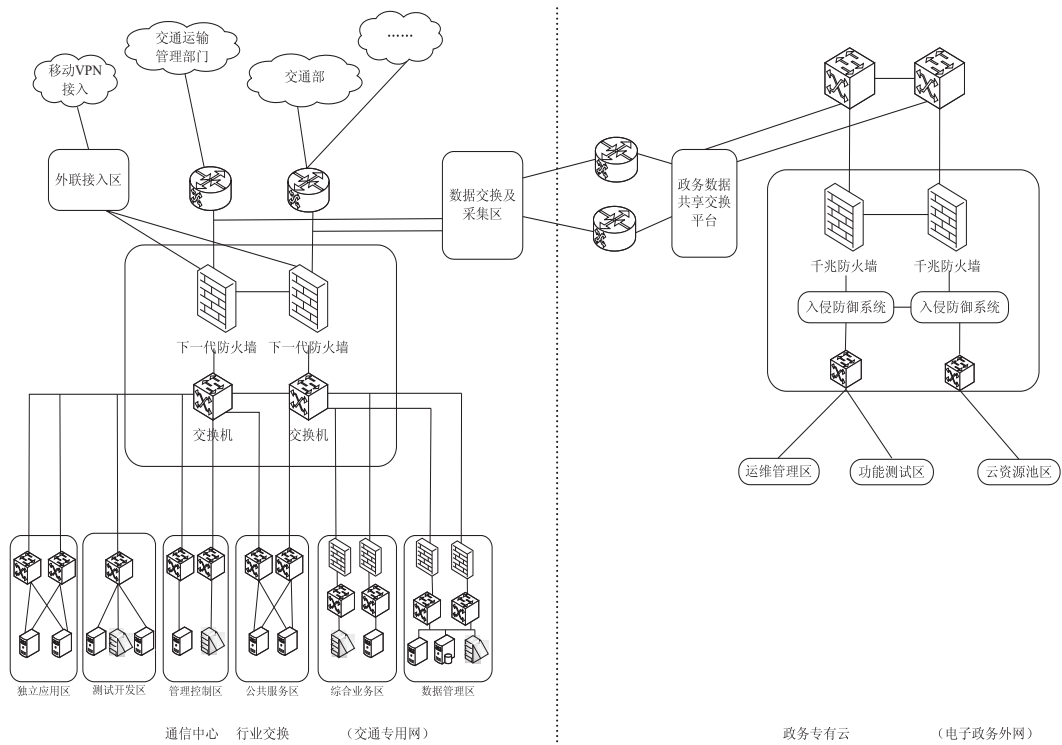 ······
交通运输
管理部门
移动VPN
接入
交通部
外联接入区
数据交换及
采集区
政务数据
共享交换
平台
下一代防火墙
下一代防火墙
千兆防火墙
千兆防火墙
入侵防御系统
入侵防御系统
交换机
交换机
运维管理区
功能测试区
云资源池区
独立应用区
测试开发区
管理控制区
公共服务区
综合业务区
数据管理区
通信中心 行业交换 （交通专用网）
政务专有云 （电子政务外网）